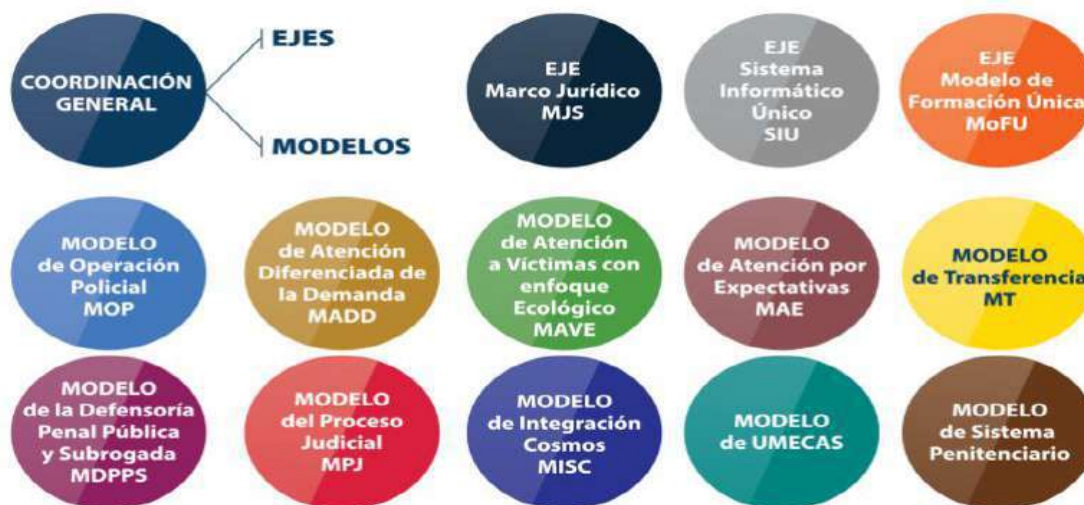 COORDINACIÓN
GENERAL
EJES
MODELOS
EJE
Marco Jurídico
MJS
EJE
Sistema
Informático
Único
SIU
EJE
Modelo de
Formación Única
MoFU
MODELO
de Operación
Policial
MOP
MODELO
de Atención
Diferenciada de
la Demanda
MADD
MODELO
de Atención
a Víctimas con
enfoque
Ecológico
MAVE
MODELO
de Atención por
Expectativas
MAE
MODELO
de Transferencia
MT
MODELO
de la Defensoría
Penal Pública
y Subrogada
MDPPS
MODELO
del Proceso
Judicial
MPJ
MODELO
de Integración
Cosmos
MISC
MODELO
de UMECAS
MODELO
de Sistema
Penitenciario